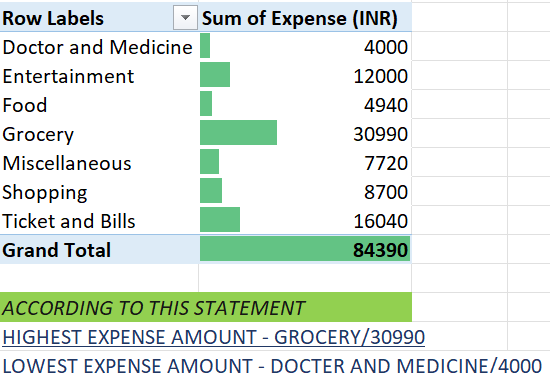 Row Labels Sum of Expense (INR)
Doctor and Medicine 4000
Entertainment 12000
Food 4940
Grocery 30990
Miscellaneous 7720
Shopping 8700
Ticket and Bills 16040
Grand Total 84390
ACCORDING TO THIS STATEMENT
HIGHEST EXPENSE AMOUNT - GROCERY/30990
LOWEST EXPENSE AMOUNT - DOCTER AND MEDICINE/4000